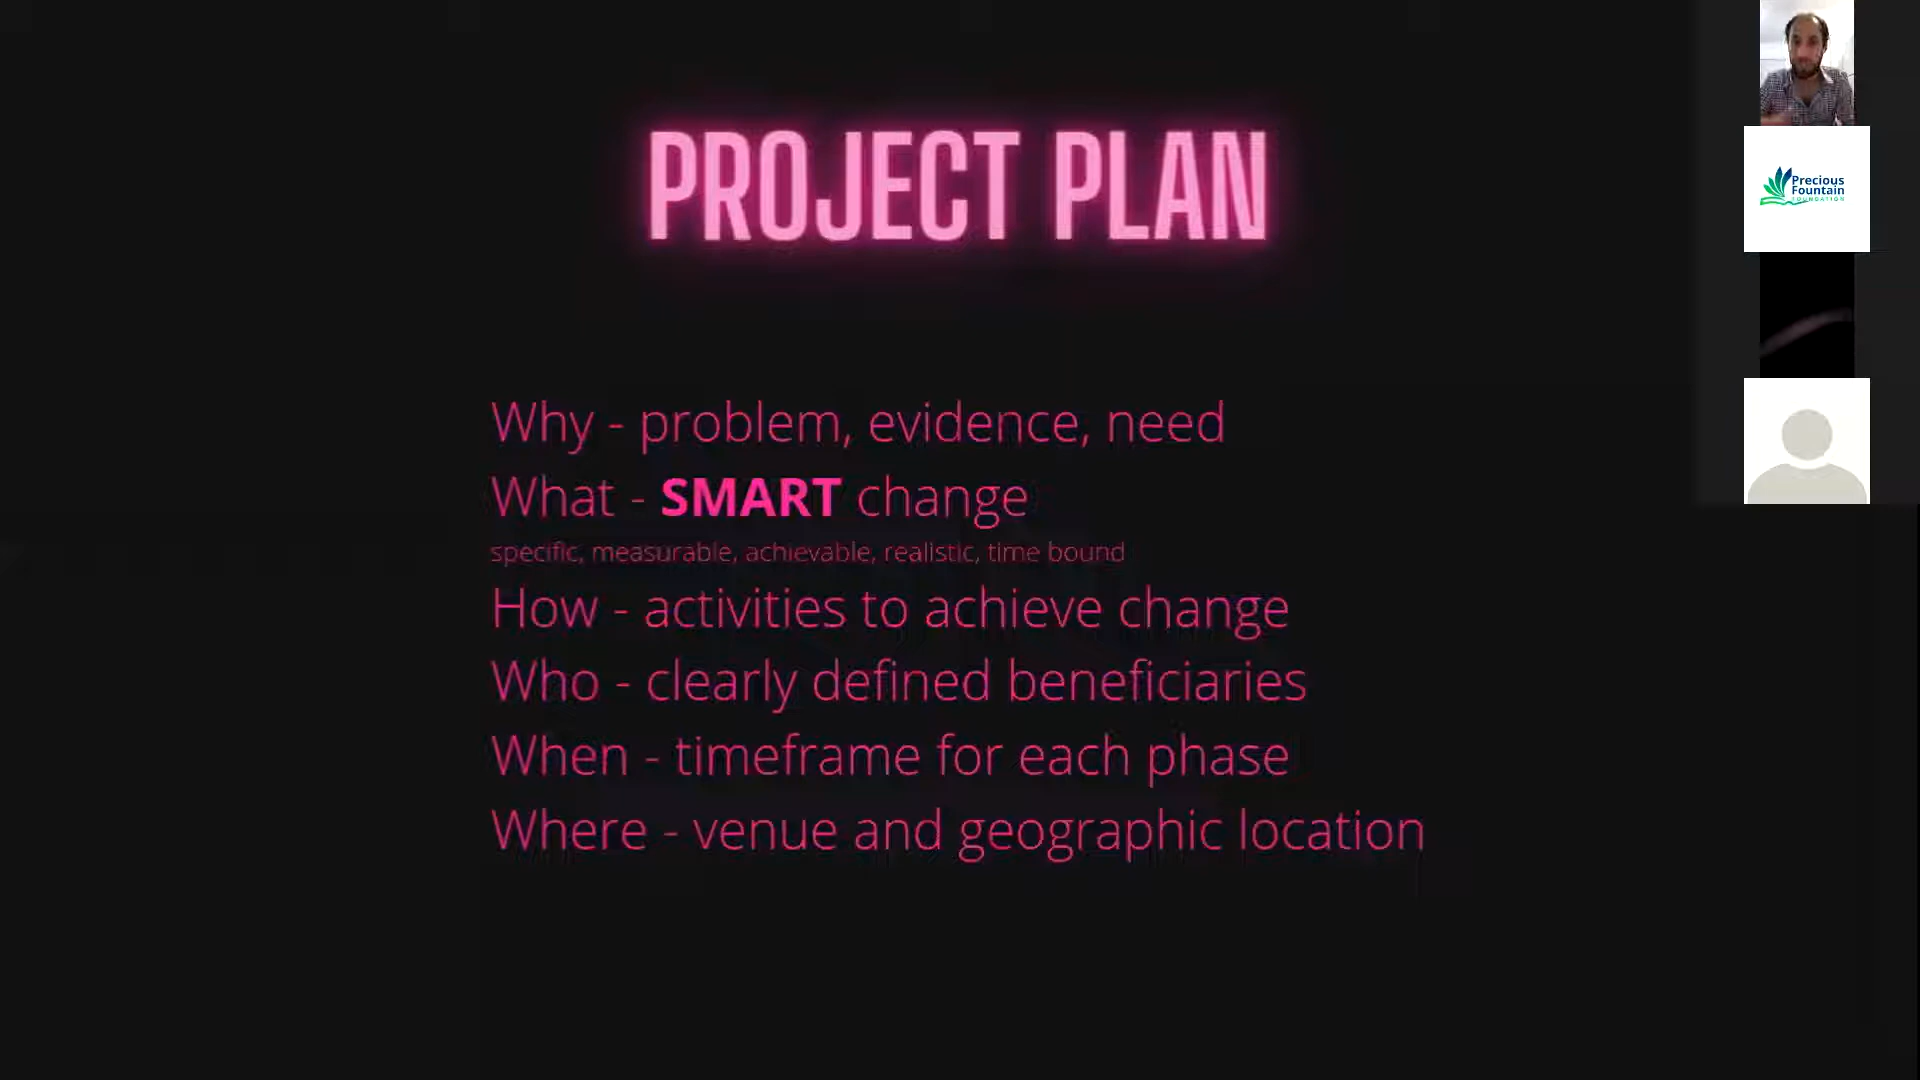 PROJECT PLAN
Why - problem, evidence, need
What - SMART change
specific, measurable, achievable, realistic, time bound
How - activities to achieve change
Who - clearly defined beneficiaries
When - timeframe for each phase
Where - venue and geographic location
Precious
Fountain
FOUNDATION